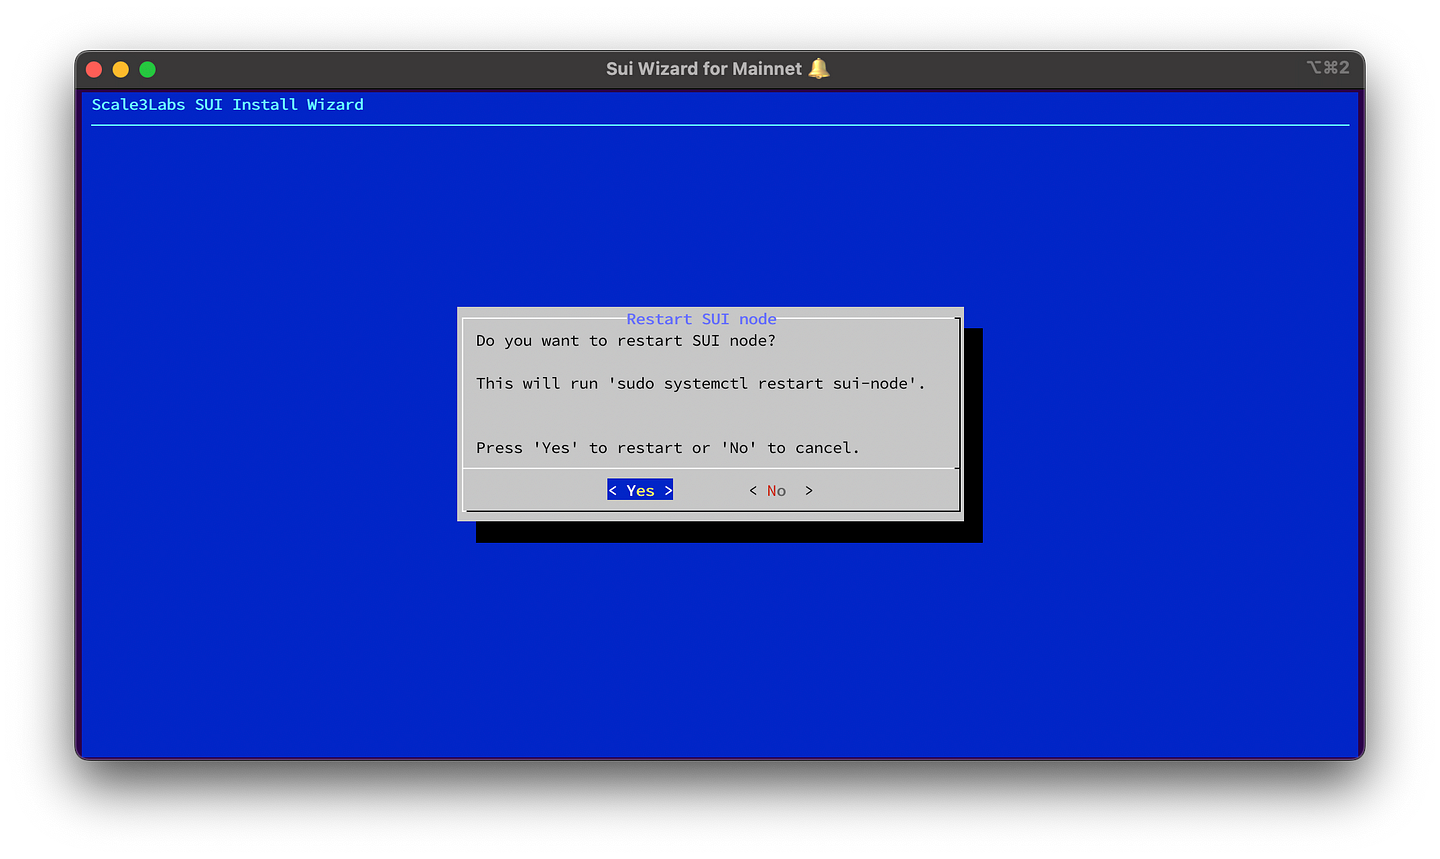 Sui Wizard for Mainnet 🔔
⌥⌘2
Scale3Labs SUI Install Wizard
Restart SUI node
Do you want to restart SUI node?
This will run 'sudo systemctl restart sui-node'.
Press 'Yes' to restart or 'No' to cancel.
< Yes > < No >